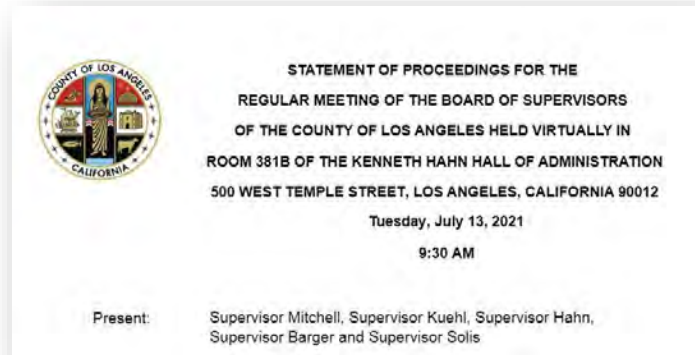 COUNTY OF LOS ANGELES
CALIFORNIA
STATEMENT OF PROCEEDINGS FOR THE
REGULAR MEETING OF THE BOARD OF SUPERVISORS
OF THE COUNTY OF LOS ANGELES HELD VIRTUALLY IN
ROOM 381B OF THE KENNETH HAHN HALL OF ADMINISTRATION
500 WEST TEMPLE STREET, LOS ANGELES, CALIFORNIA 90012
Tuesday, July 13, 2021
9:30 AM
Present: Supervisor Mitchell, Supervisor Kuehl, Supervisor Hahn,
Supervisor Barger and Supervisor Solis